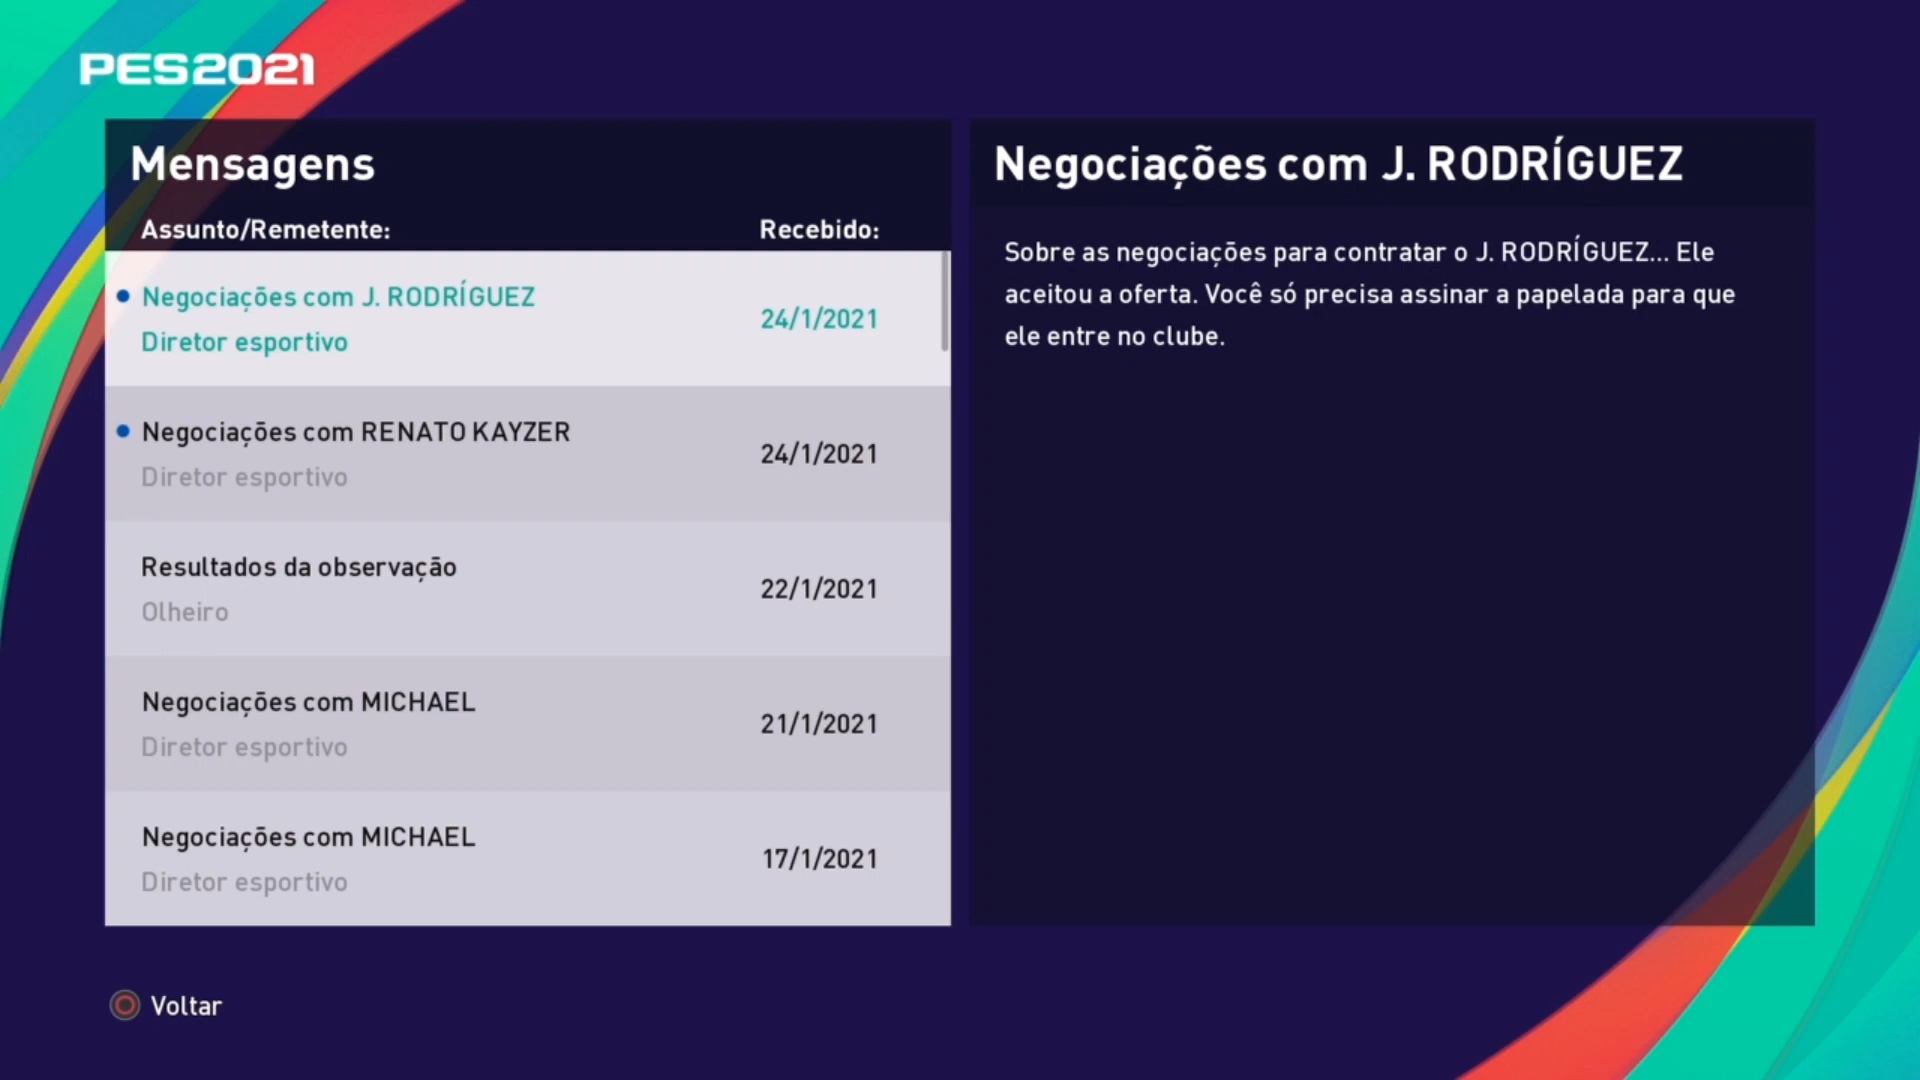 PES2021
Mensagens
Assunto/Remetente: Recebido:
Negociações com J. RODRÍGUEZ
Diretor esportivo
24/1/2021
Negociações com RENATO KAYZER
Diretor esportivo
24/1/2021
Resultados da observação
Olheiro
22/1/2021
Negociações com MICHAEL
Diretor esportivo
21/1/2021
Negociações com MICHAEL
Diretor esportivo
17/1/2021
Negociações com J. RODRÍGUEZ
Sobre as negociações para contratar o J. RODRÍGUEZ... Ele
aceitou a oferta. Você só precisa assinar a papelada para que
ele entre no clube.
Voltar